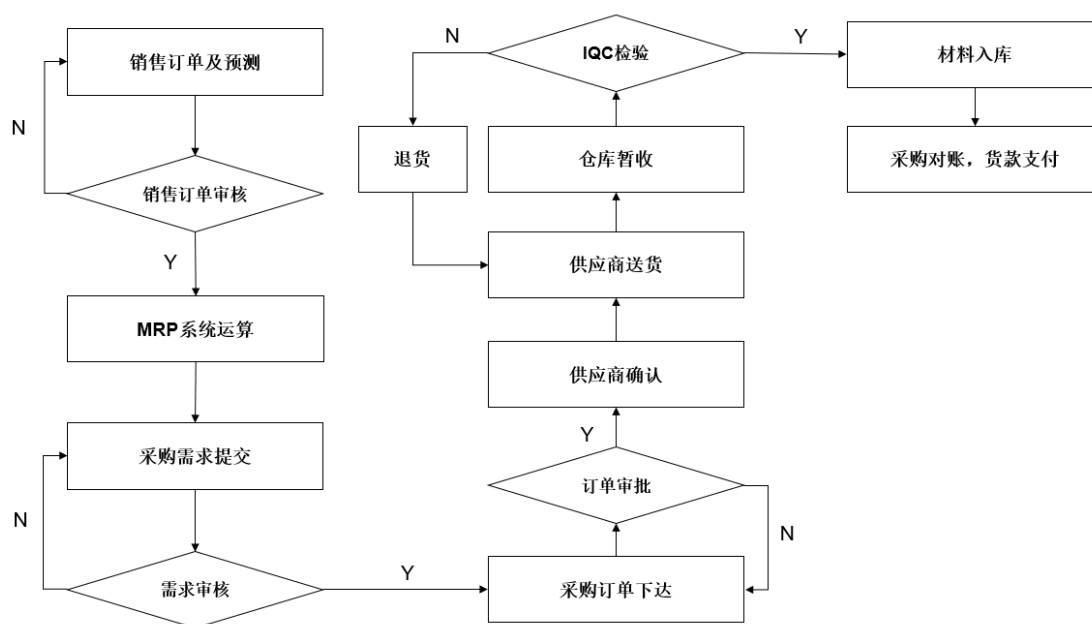 销售订单及预测
N
销售订单审核
Y
MRP系统运算
采购需求提交
N
需求审核
Y
采购订单下达
N
订单审批
Y
供应商确认
供应商送货
仓库暂收
IQC检验
N
退货
Y
材料入库
采购对账，货款支付